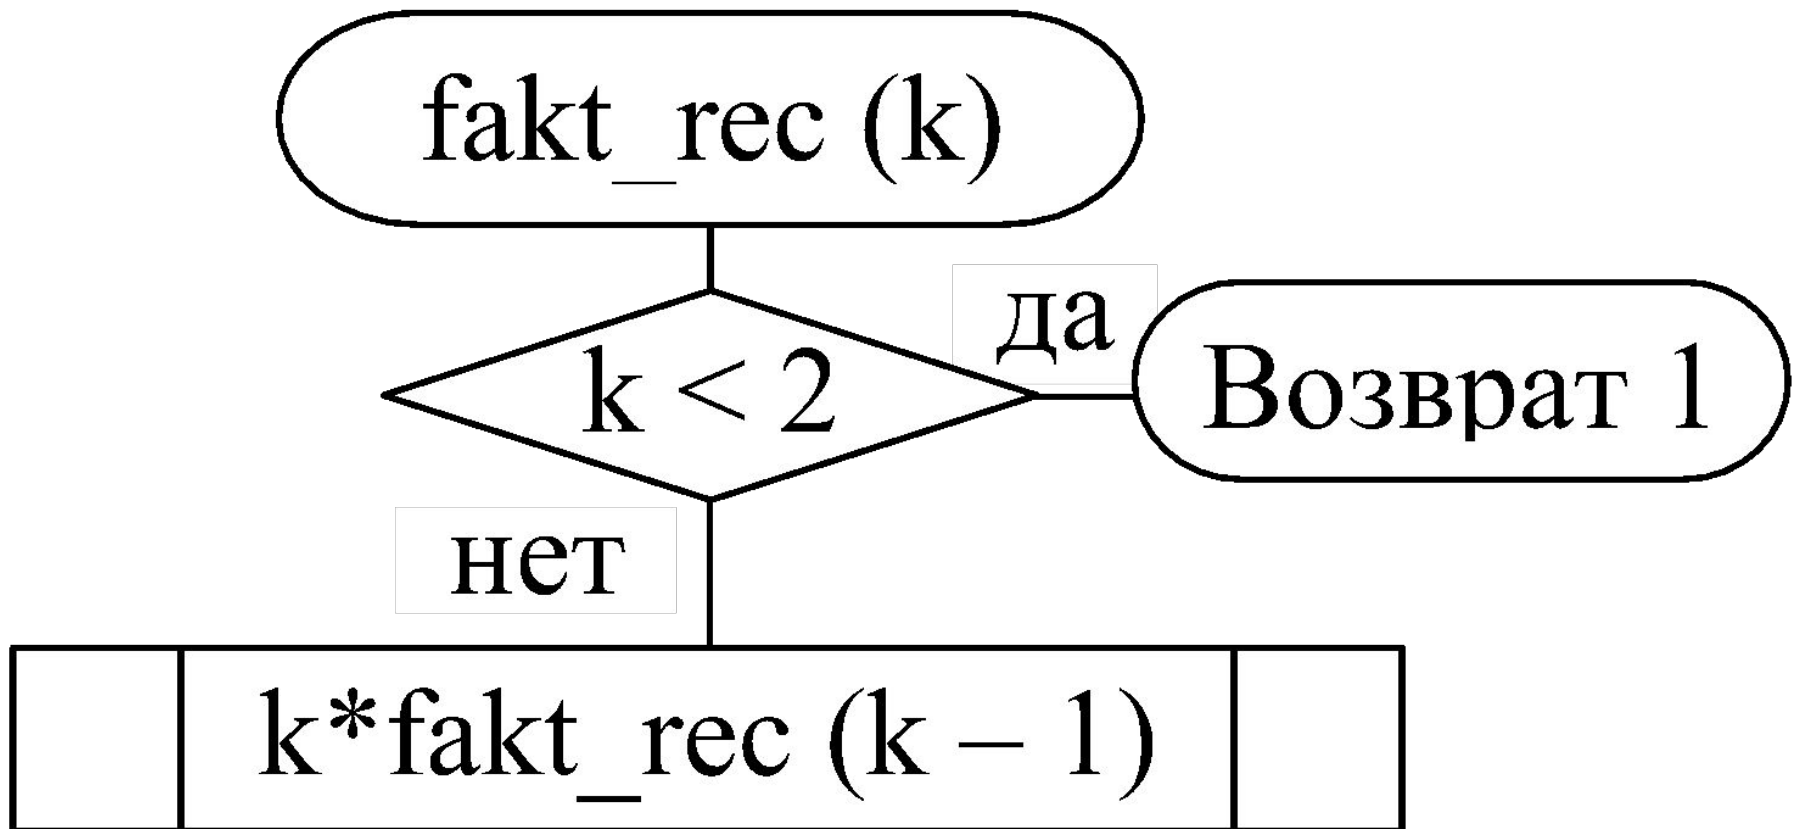 fakt_rec (k)
k < 2
да
Возврат 1
нет
k*fakt_rec (k – 1)